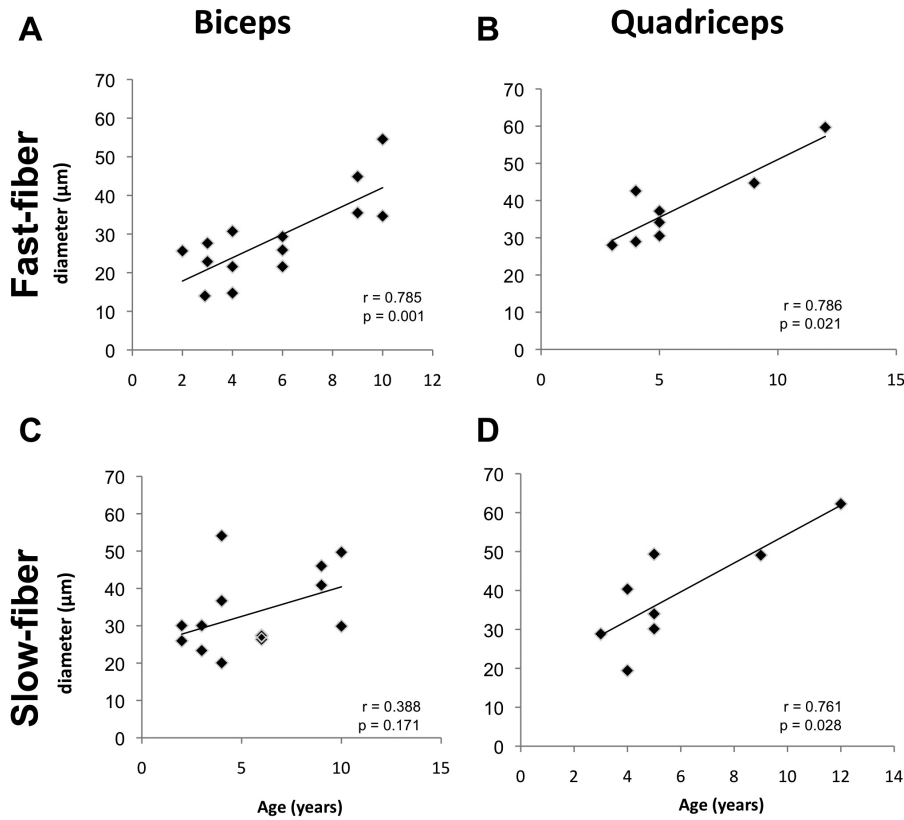 A
Biceps
B
Quadriceps
Fast-fiber
diameter (µm)
70
60
50
40
30
20
10
0
0 2 4 6 8 10 12
r = 0.785
p = 0.001
70
60
50
40
30
20
10
0
0 5 10 15
r = 0.786
p = 0.021
C
D
Slow-fiber
diameter (µm)
70
60
50
40
30
20
10
0
0 5 10 15
r = 0.388
p = 0.171
Age (years)
70
60
50
40
30
20
10
0
0 2 4 6 8 10 12 14
r = 0.761
p = 0.028
Age (years)